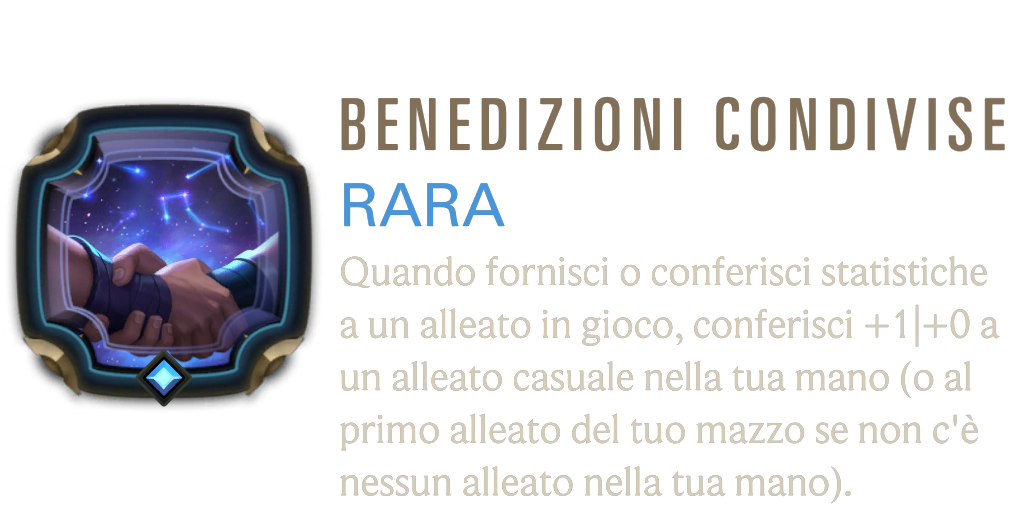 BENEDIZIONI CONDIVISE
RARA
Quando fornisci o conferisci statistiche
a un alleato in gioco, conferisci +1|+0 a
un alleato casuale nella tua mano (o al
primo alleato del tuo mazzo se non c'è
nessun alleato nella tua mano).